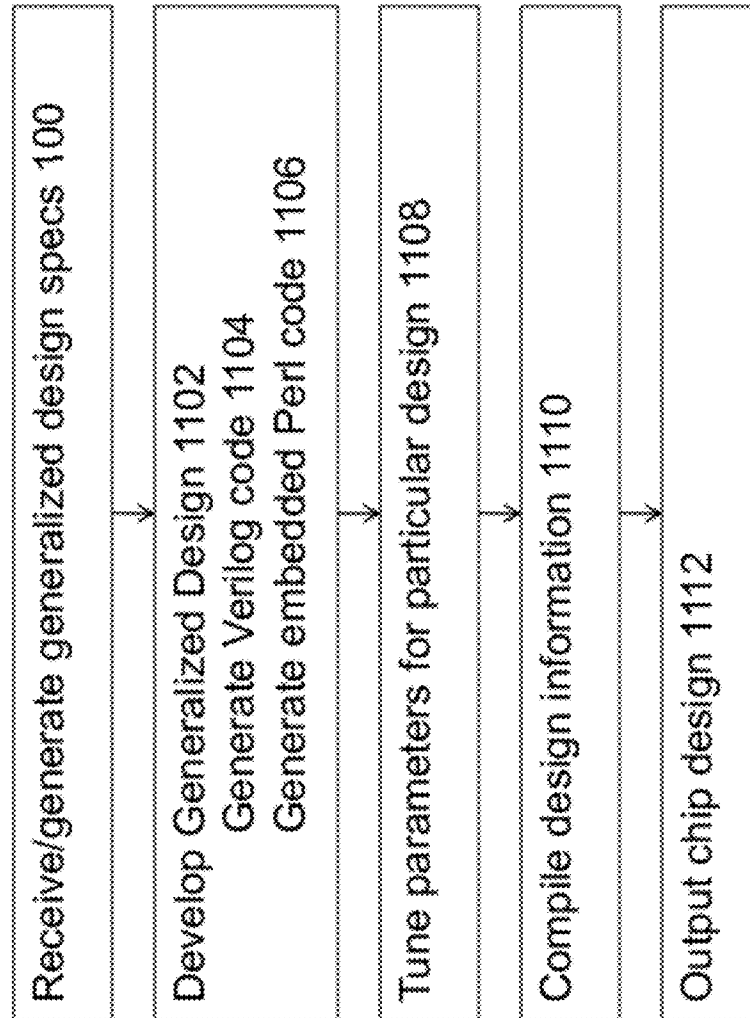 Receive/generate generalized design specs 100
Develop Generalized Design 1102
Generate Verilog code 1104
Generate embedded Perl code 1106
Tune parameters for particular design 1108
Compile design information 1110
Output chip design 1112